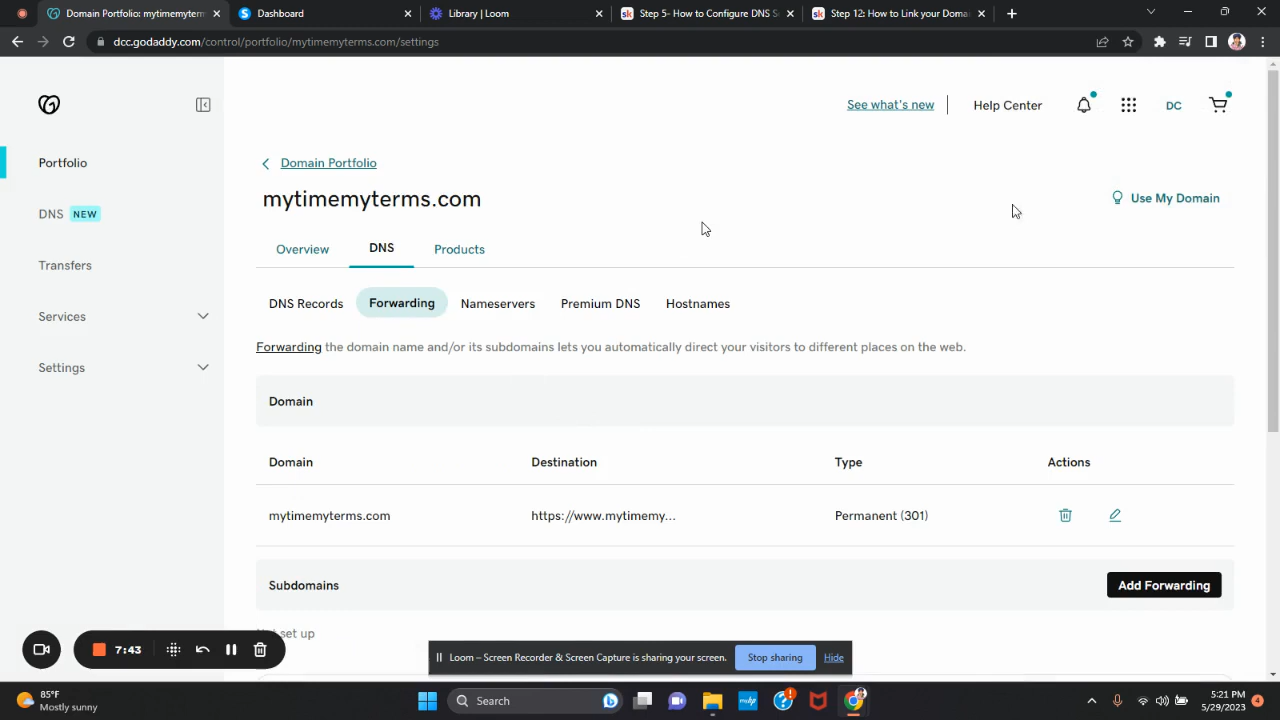 Domain Portfolio: mytimemyterms
Dashboard
Library | Loom
sk Step 5- How to Configure DNS S
sk Step 12: How to Link your Doma
dcc.godaddy.com/control/portfolio/mytimemyterms.com/settings
See what's new
Help Center
DC
Portfolio
DNS NEW
Transfers
Services
Settings
Domain Portfolio
mytimemyterms.com
Use My Domain
Overview DNS Products
DNS Records Forwarding Nameservers Premium DNS Hostnames
Forwarding the domain name and/or its subdomains lets you automatically direct your visitors to different places on the web.
Domain
Domain Destination Type Actions
mytimemyterms.com https://www.mytimemy... Permanent (301)
Subdomains Add Forwarding
set up
7:43
Loom – Screen Recorder & Screen Capture is sharing your screen. Stop sharing Hide
85°F
Mostly sunny
Search
5:21 PM
5/29/2023
4